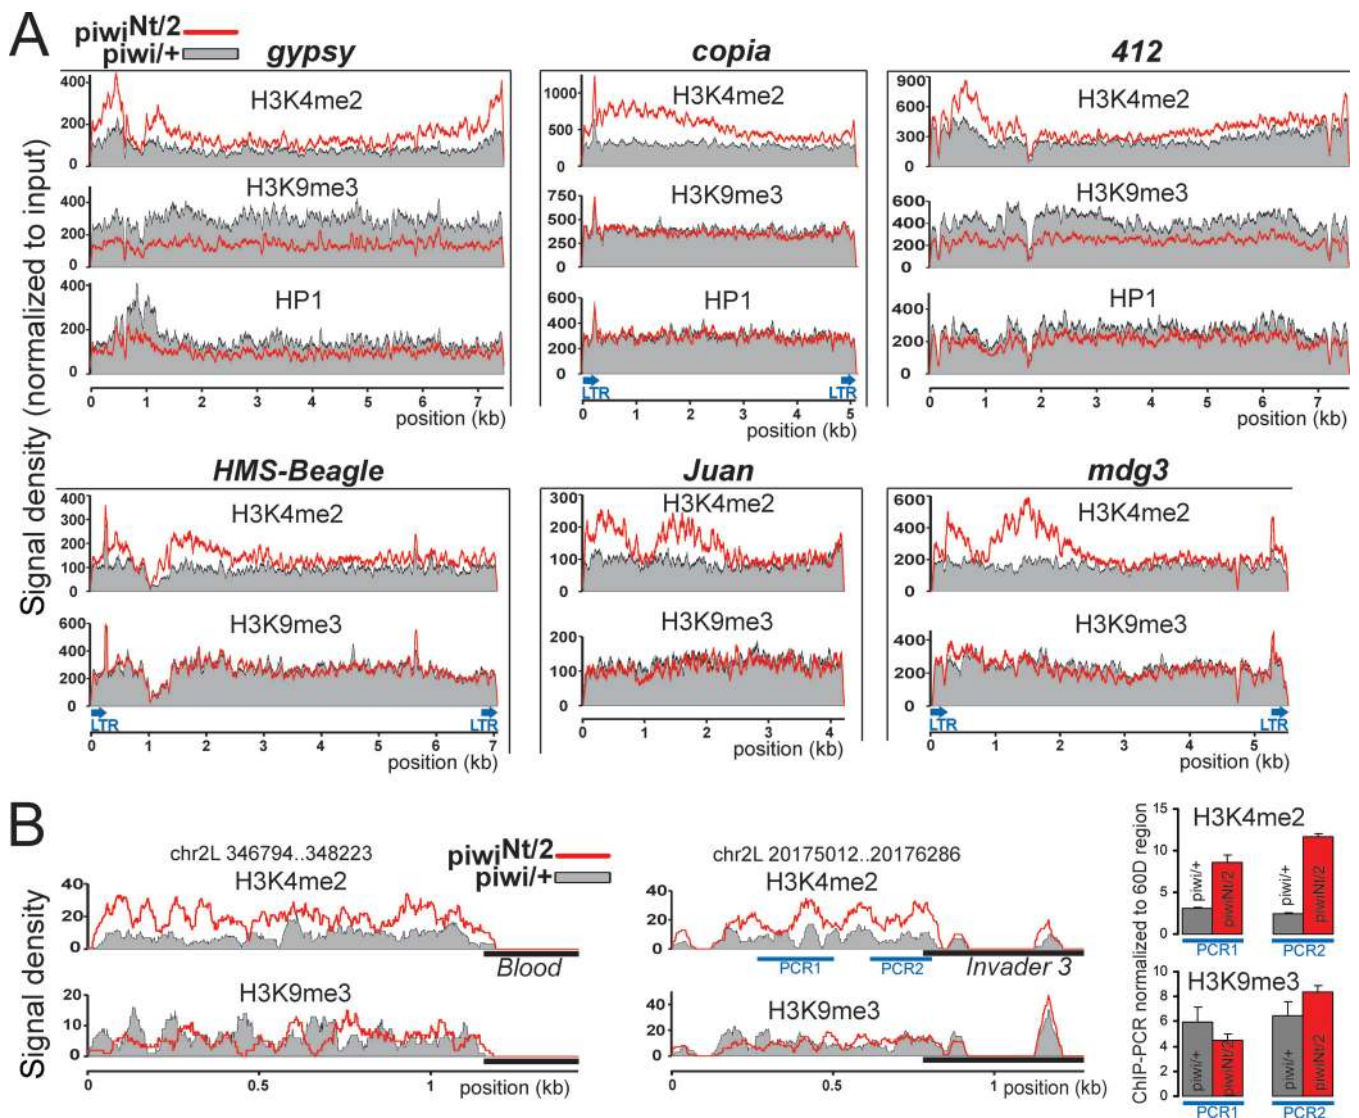 A
piwiNt/2
piwi/+
gypsy
copia
412
Signal density (normalized to input)
H3K4me2
400
200
0
H3K4me2
1000
500
0
H3K4me2
900
600
300
0
H3K9me3
400
200
0
H3K9me3
750
500
250
0
H3K9me3
600
400
200
0
HP1
400
200
0
HP1
600
400
200
0
HP1
400
200
0
LTR
LTR
0 1 2 3 4 5 6 7
position (kb)
0 1 2 3 4 5
position (kb)
0 1 2 3 4 5 6 7
position (kb)
HMS-Beagle
Juan
mdg3
H3K4me2
400
300
200
100
0
H3K4me2
300
200
100
0
H3K4me2
600
400
200
0
H3K9me3
600
400
200
0
H3K9me3
200
100
0
H3K9me3
400
200
0
LTR
LTR
LTR
LTR
0 1 2 3 4 5 6 7
position (kb)
0 1 2 3 4
position (kb)
0 1 2 3 4 5
position (kb)
B
Signal density
chr2L 346794..348223
piwiNt/2
piwi/+
chr2L 20175012..20176286
H3K4me2
40
20
0
Blood
H3K4me2
40
20
0
PCR1
PCR2
Invader 3
H3K9me3
20
10
0
H3K9me3
40
20
0
0 0.5 1 position (kb)
0 0.5 1 position (kb)
ChIP-PCR normalized to 60D region
H3K4me2
15
10
5
0
piwi/+
piwiNt/2
piwi/+
piwiNt/2
PCR1
PCR2
H3K9me3
10
8
6
4
2
0
piwi/+
piwiNt/2
piwi/+
piwiNt/2
PCR1
PCR2